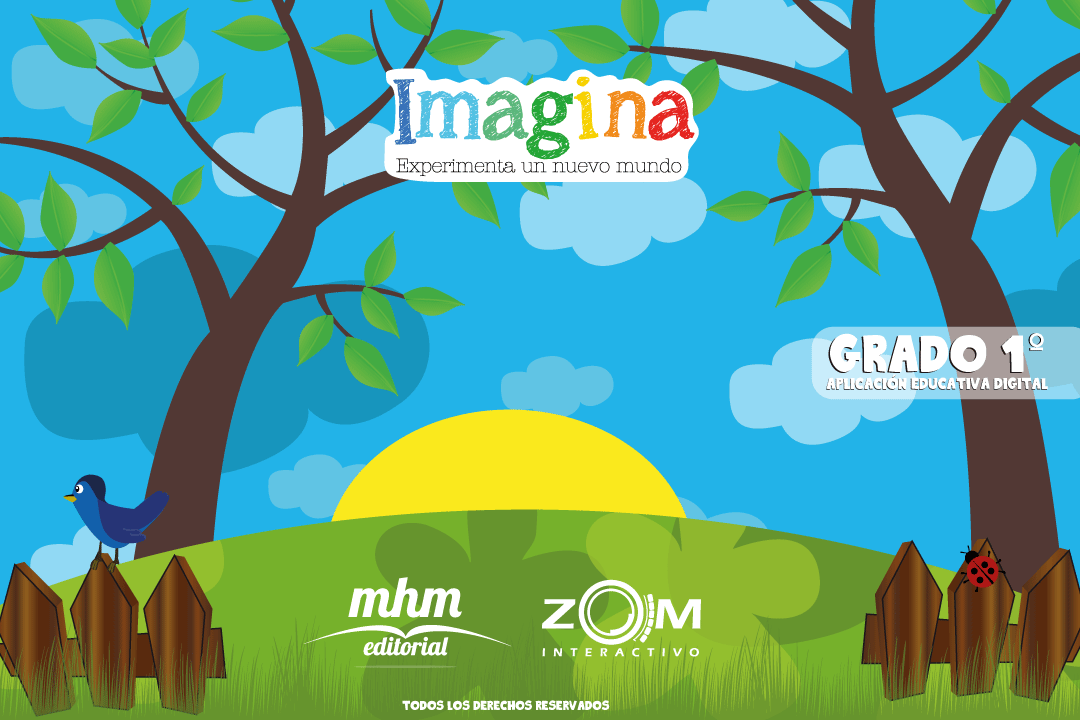 Imagina
Experimenta un nuevo mundo
GRADO 1º
APLICACIÓN EDUCATIVA DIGITAL
mhm
editorial
ZOOM
INTERACTIVO
TODOS LOS DERECHOS RESERVADOS